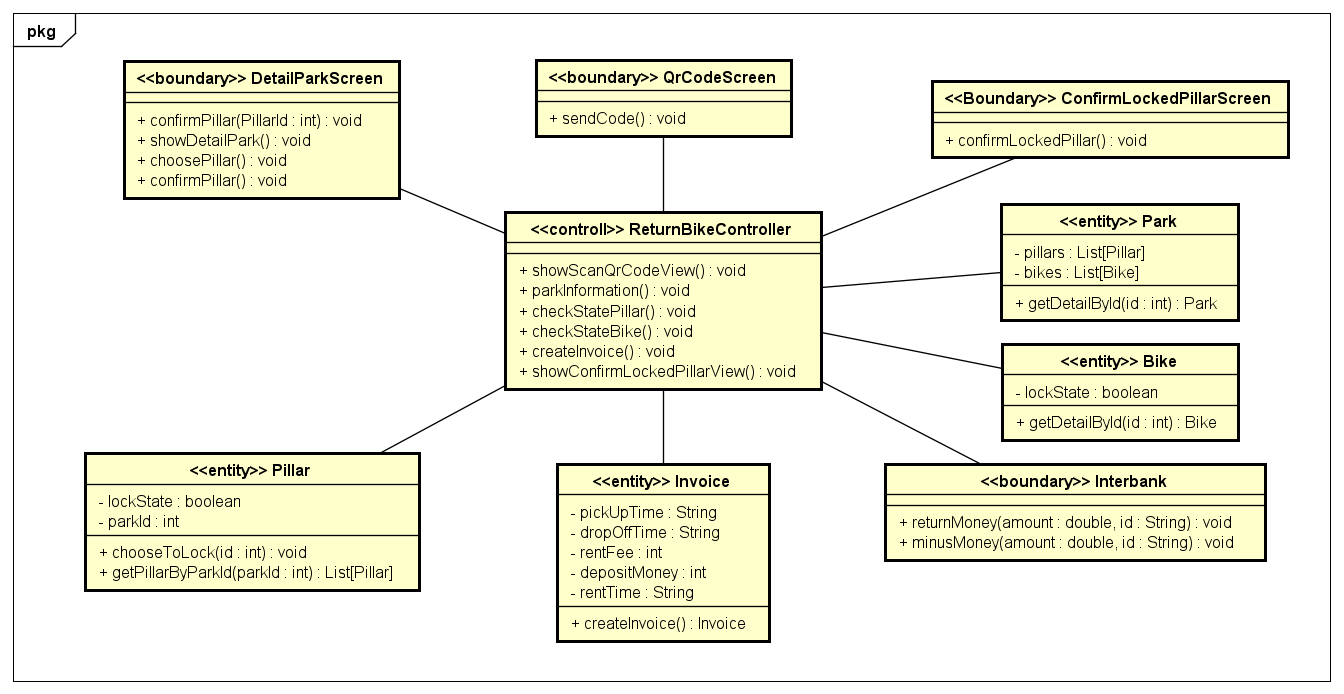 pkg
<<boundary>> DetailParkScreen
+ confirmPillar(PillarId : int) : void
+ showDetailPark() : void
+ choosePillar() : void
+ confirmPillar() : void
<<boundary>> QrCodeScreen
+ sendCode() : void
<<Boundary>> ConfirmLockedPillarScreen
+ confirmLockedPillar() : void
<<controll>> ReturnBikeController
+ showScanQrCodeView() : void
+ parkInformation() : void
+ checkStatePillar() : void
+ checkStateBike() : void
+ createInvoice() : void
+ showConfirmLockedPillarView() : void
<<entity>> Park
- pillars : List[Pillar]
- bikes : List[Bike]
+ getDetailById(id : int) : Park
<<entity>> Bike
- lockState : boolean
+ getDetailById(id : int) : Bike
<<entity>> Pillar
- lockState : boolean
- parkId : int
+ chooseToLock(id : int) : void
+ getPillarByParkId(parkId : int) : List[Pillar]
<<entity>> Invoice
- pickUpTime : String
- dropOffTime : String
- rentFee : int
- depositMoney : int
- rentTime : String
+ createInvoice() : Invoice
<<boundary>> Interbank
+ returnMoney(amount : double, id : String) : void
+ minusMoney(amount : double, id : String) : void